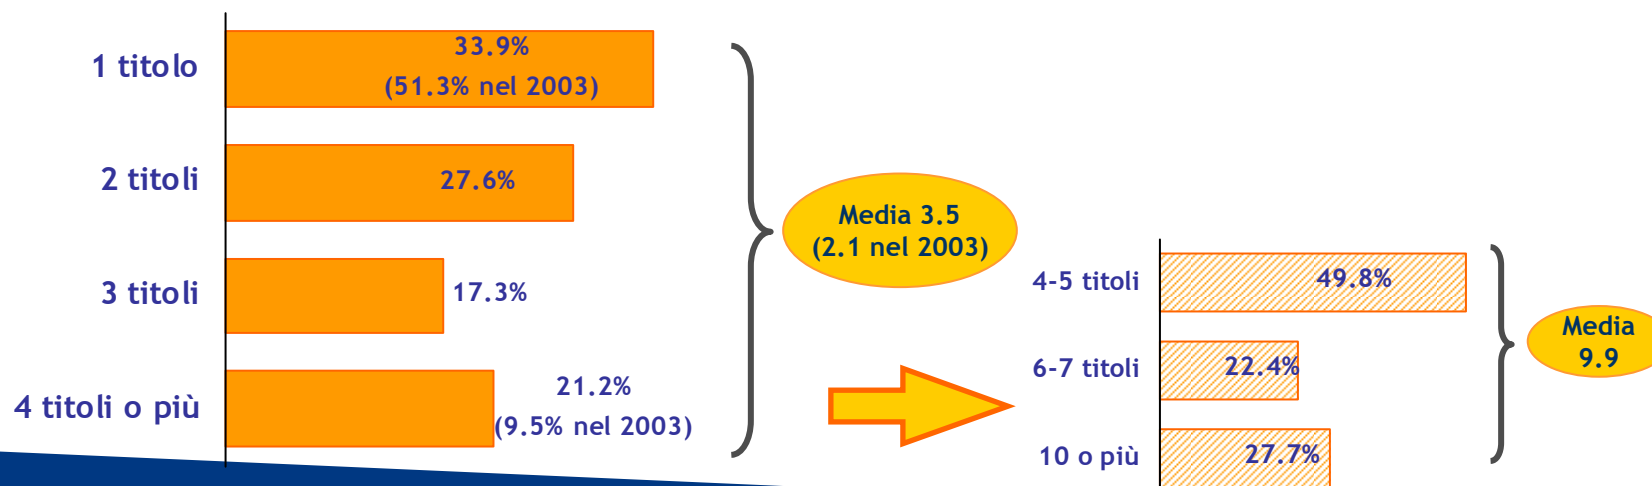 1 titolo
33.9%
(51.3% nel 2003)
2 titoli
27.6%
3 titoli
17.3%
4 titoli o più
21.2%
(9.5% nel 2003)
Media 3.5
(2.1 nel 2003)
4-5 titoli
49.8%
6-7 titoli
22.4%
10 o più
27.7%
Media
9.9